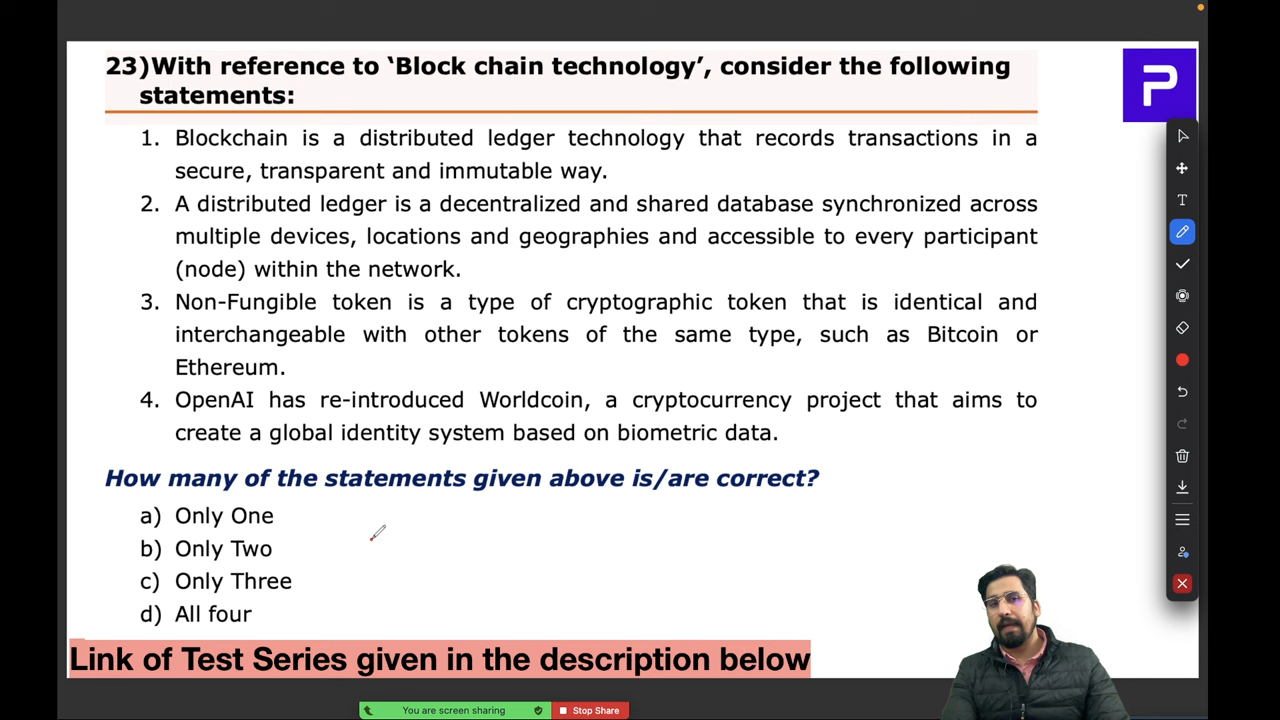 23)With reference to ‘Block chain technology’, consider the following
statements:
1. Blockchain is a distributed ledger technology that records transactions in a
secure, transparent and immutable way.
2. A distributed ledger is a decentralized and shared database synchronized across
multiple devices, locations and geographies and accessible to every participant
(node) within the network.
3. Non-Fungible token is a type of cryptographic token that is identical and
interchangeable with other tokens of the same type, such as Bitcoin or
Ethereum.
4. OpenAI has re-introduced Worldcoin, a cryptocurrency project that aims to
create a global identity system based on biometric data.
How many of the statements given above is/are correct?
a) Only One
b) Only Two
c) Only Three
d) All four
Link of Test Series given in the description below
You are screen sharing
Stop Share
P
T